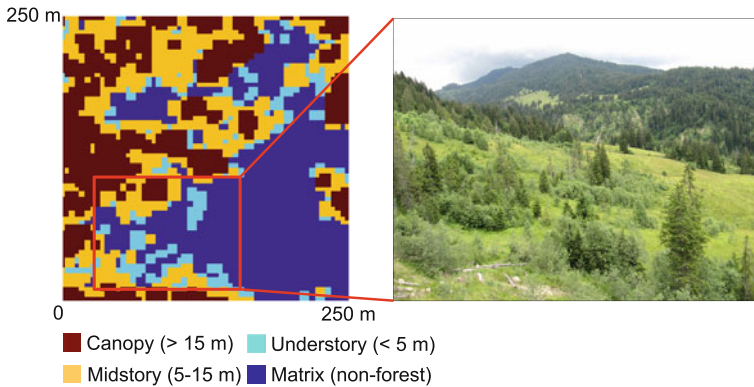 250 m
0
250 m
Canopy (> 15 m)
Understory (< 5 m)
Midstory (5-15 m)
Matrix (non-forest)